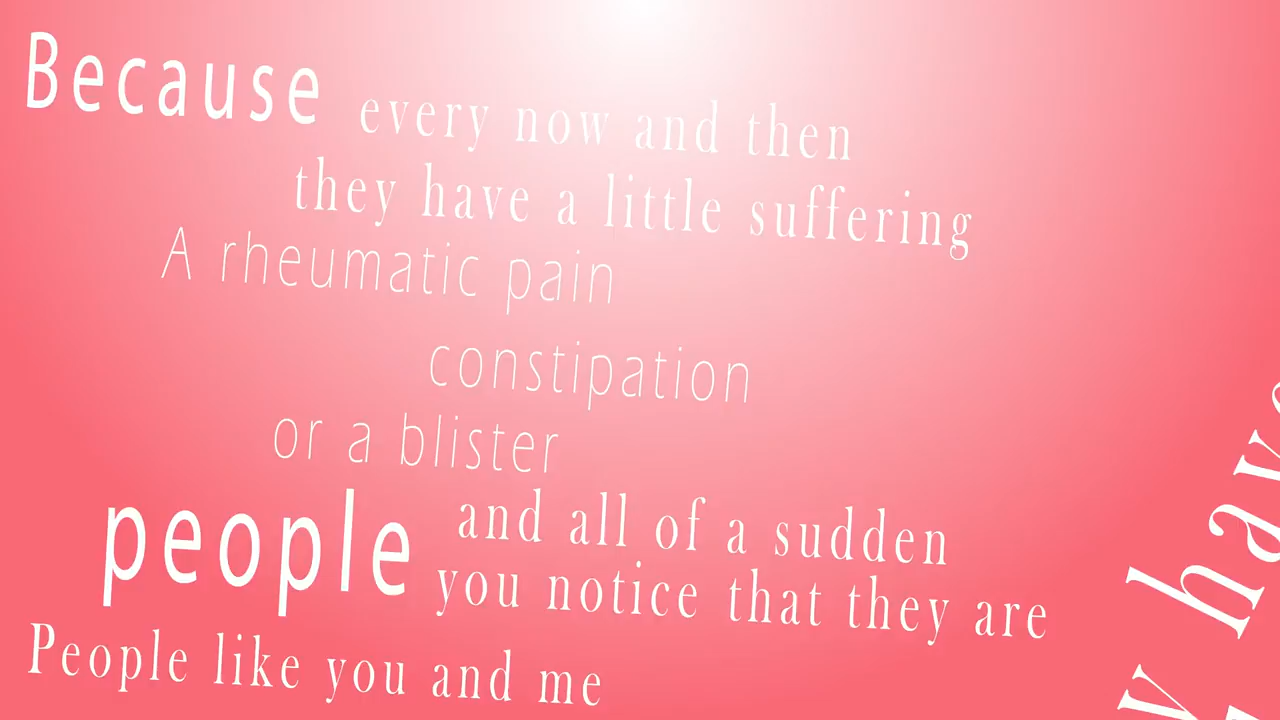 Because every now and then
they have a little suffering
A rheumatic pain
constipation
or a blister
people and all of a sudden
you notice that they are
People like you and me